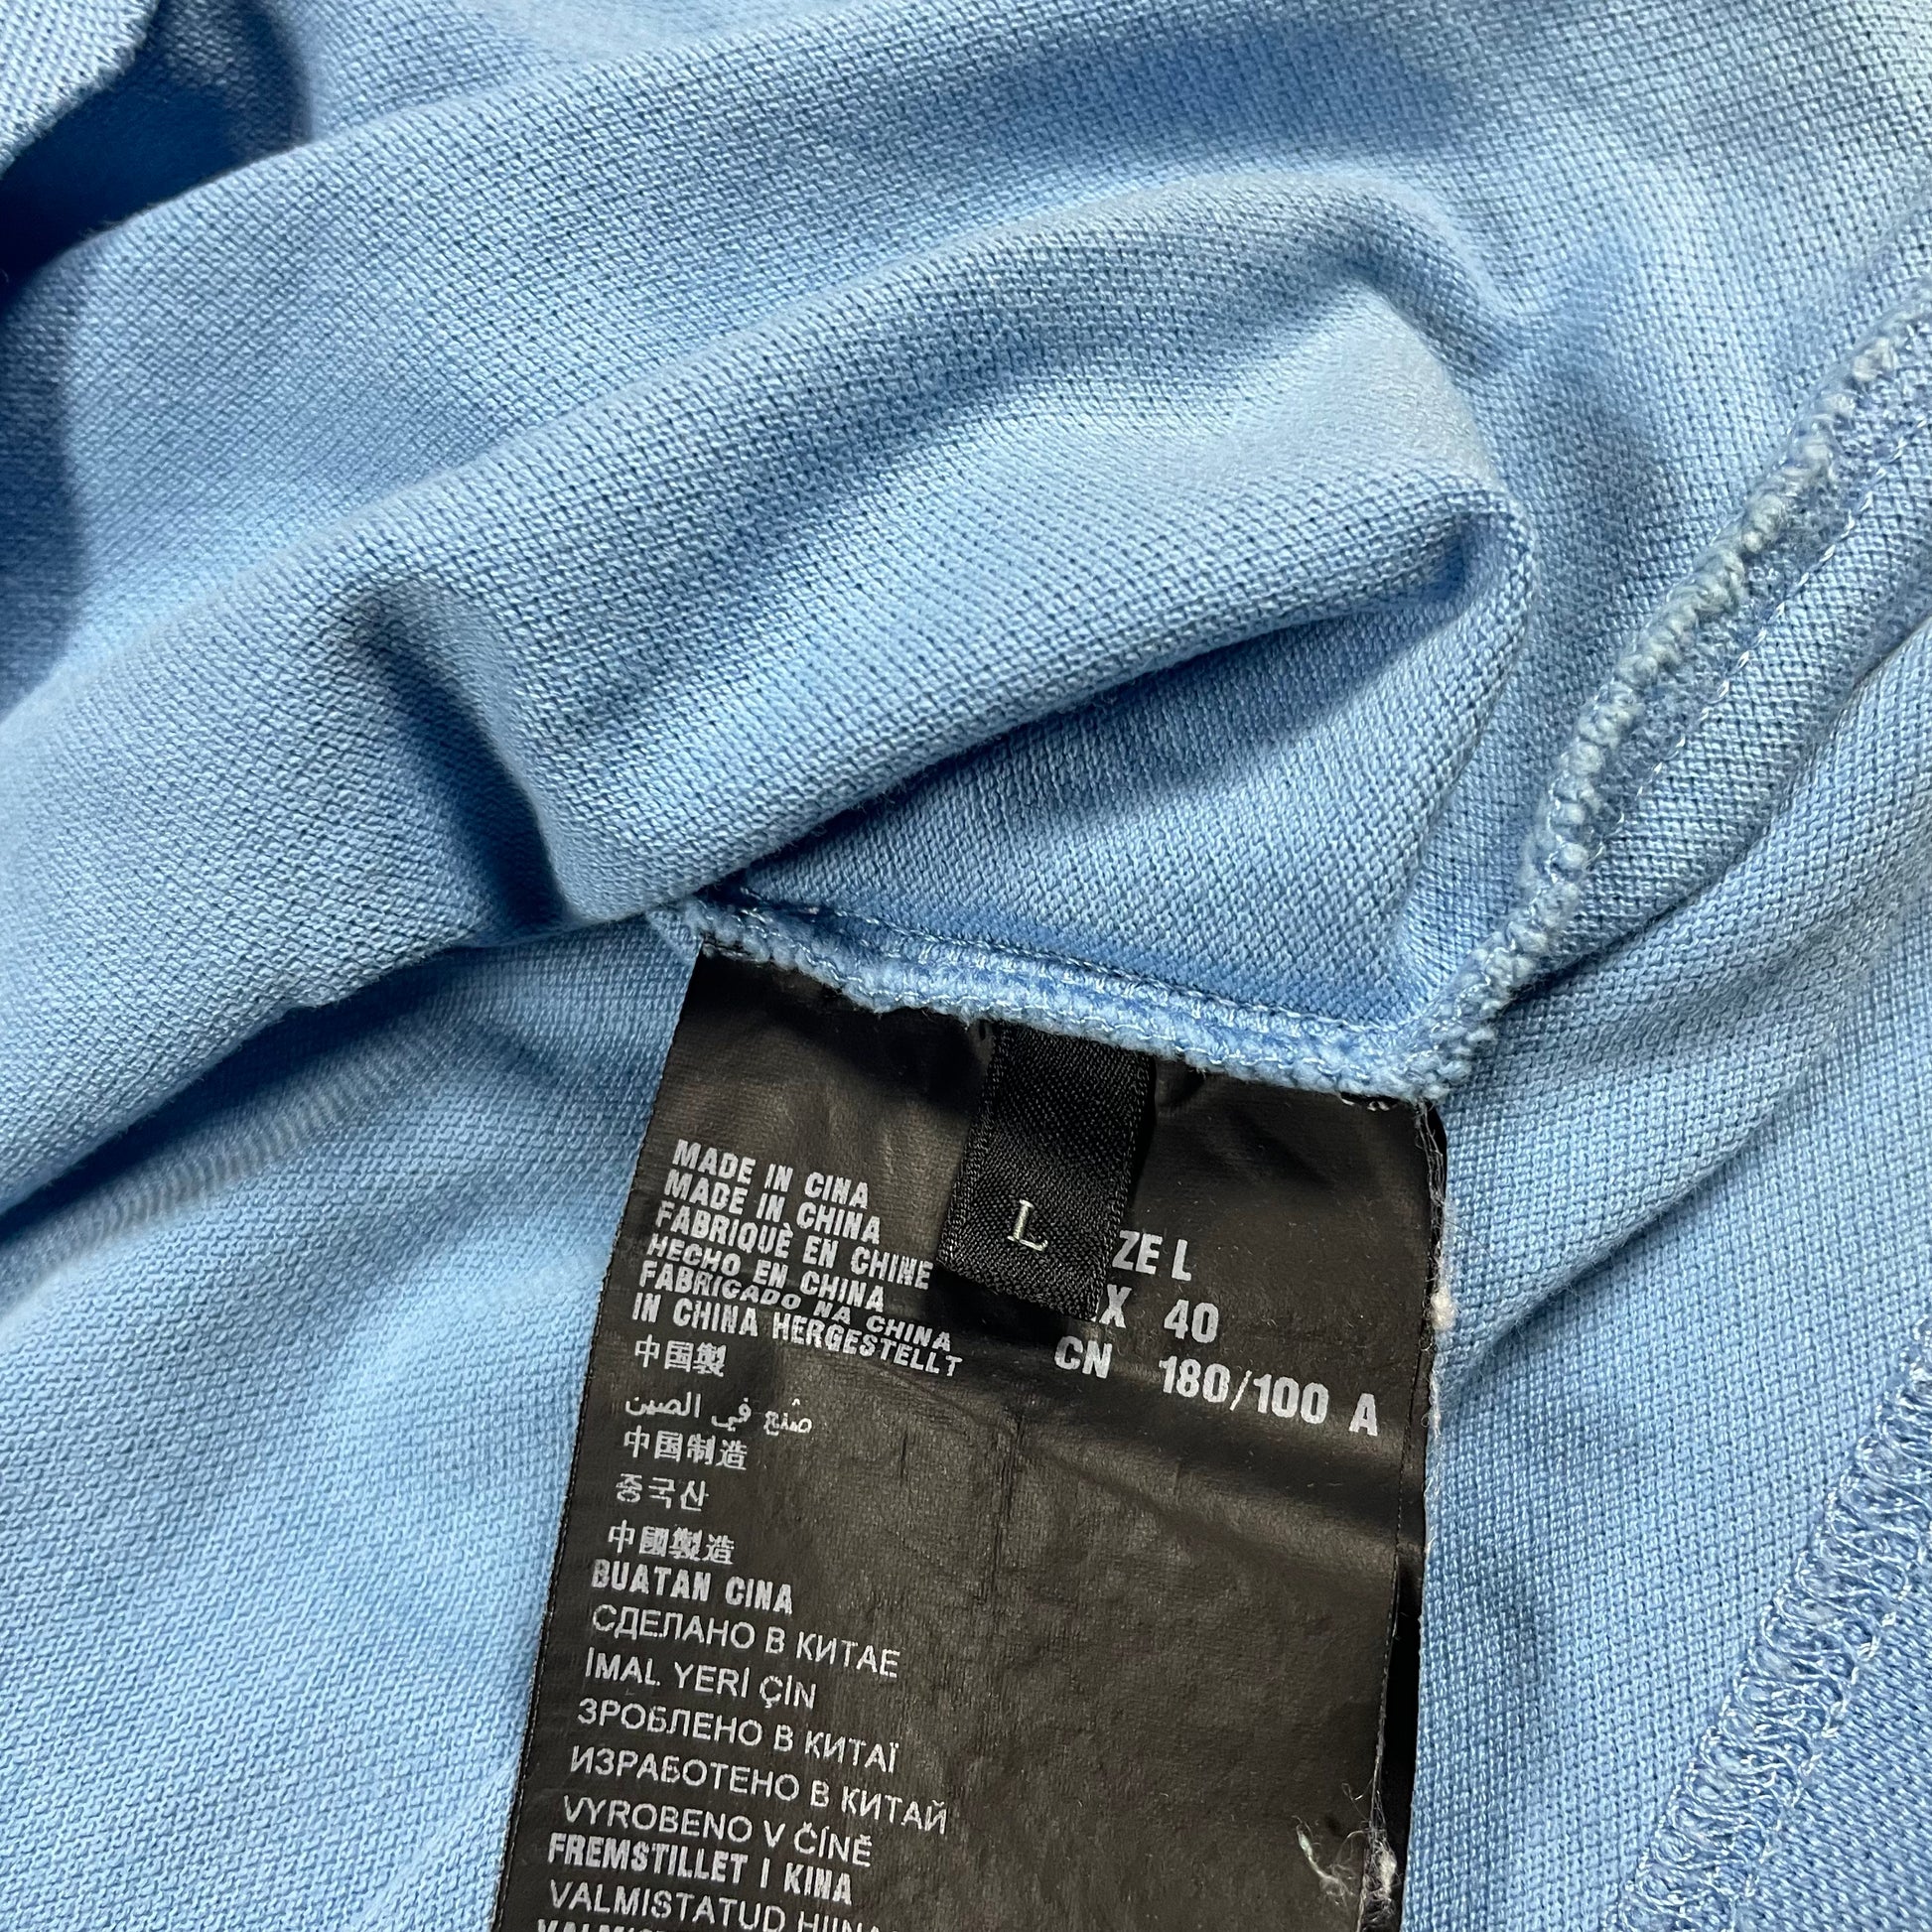 MADE IN CINA
MADE IN CHINA
FABRIQUÈ EN CHINE
HECHO EN CHINA
FABRICADO NA CHINA
IN CHINA HERGESTELLT
中国製
صُنع في الصين
中国制造
중국산
中國製造
BUATAN CINA
СДЕЛАНО В КИТАЕ
İMAL YERİ ÇİN
ЗРОБЛЕНО В КИТАЇ
ИЗРАБОТЕНО В КИТАЙ
VYROBENO V ČÍNĚ
FREMSTILLET I KINA
VALMISTATUD
L
ZE L
X 40
CN 180/100 A